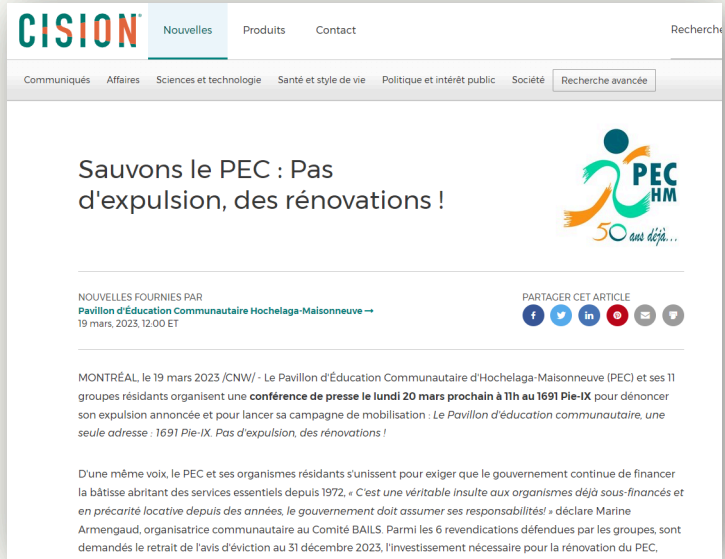 CISION
Nouvelles
Produits
Contact
Recherche
Communiqués
Affaires
Sciences et technologie
Santé et style de vie
Politique et intérêt public
Société
Recherche avancée
Sauvons le PEC : Pas
d'expulsion, des rénovations !
PEC
HM
50 ans déjà...
NOUVELLES FOURNIES PAR
Pavillon d'Éducation Communautaire Hochelaga-Maisonneuve →
19 mars, 2023, 12:00 ET
PARTAGER CET ARTICLE
MONTRÉAL, le 19 mars 2023 /CNW/ - Le Pavillon d'Éducation Communautaire d'Hochelaga-Maisonneuve (PEC) et ses 11
groupes résidants organisent une conférence de presse le lundi 20 mars prochain à 11h au 1691 Pie-IX pour dénoncer
son expulsion annoncée et pour lancer sa campagne de mobilisation : Le Pavillon d'éducation communautaire, une
seule adresse : 1691 Pie-IX. Pas d'expulsion, des rénovations !
D'une même voix, le PEC et ses organismes résidants s'unissent pour exiger que le gouvernement continue de financer
la bâtisse abritant des services essentiels depuis 1972, « C'est une véritable insulte aux organismes déjà sous-financés et
en précarité locative depuis des années, le gouvernement doit assumer ses responsabilités! » déclare Marine
Armengaud, organisatrice communautaire au Comité BAILS. Parmi les 6 revendications défendues par les groupes, sont
demandés le retrait de l'avis d'éviction au 31 décembre 2023, l'investissement nécessaire pour la rénovation du PEC,